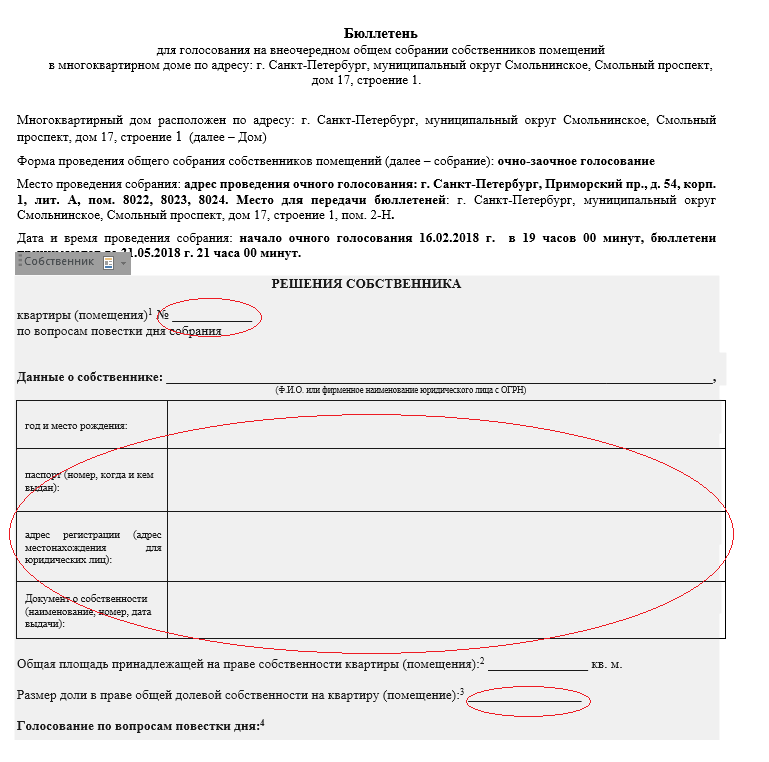 Бюллетень
для голосования на внеочередном общем собрании собственников помещений
в многоквартирном доме по адресу: г. Санкт-Петербург, муниципальный округ Смольнинское, Смольный проспект,
дом 17, строение 1.
Многоквартирный дом расположен по адресу: г. Санкт-Петербург, муниципальный округ Смольнинское, Смольный
проспект, дом 17, строение 1 (далее – Дом)
Форма проведения общего собрания собственников помещений (далее – собрание): очно-заочное голосование
Место проведения собрания: адрес проведения очного голосования: г. Санкт-Петербург, Приморский пр., д. 54, корп.
1, лит. А, пом. 8022, 8023, 8024. Место для передачи бюллетеней: г. Санкт-Петербург, муниципальный округ
Смольнинское, Смольный проспект, дом 17, строение 1, пом. 2-Н.
Дата и время проведения собрания: начало очного голосования 16.02.2018 г. в 19 часов 00 минут, бюллетени
31.05.2018 г. 21 часа 00 минут.
Собственник
РЕШЕНИЯ СОБСТВЕННИКА
квартиры (помещения)1 № _____________
по вопросам повестки дня собрания
Данные о собственнике: ___________________________________________,
(Ф.И.О. или фирменное наименование юридического лица с ОГРН)
год и место рождения:
паспорт (номер, когда и кем
выдан):
адрес регистрации (адрес
местонахождения для
юридических лиц):
Документ о собственности
(наименование, номер, дата
выдачи):
Общая площадь принадлежащей на праве собственности квартиры (помещения):2 ________________ кв. м.
Размер доли в праве общей долевой собственности на квартиру (помещение):3 __________________
Голосование по вопросам повестки дня:4